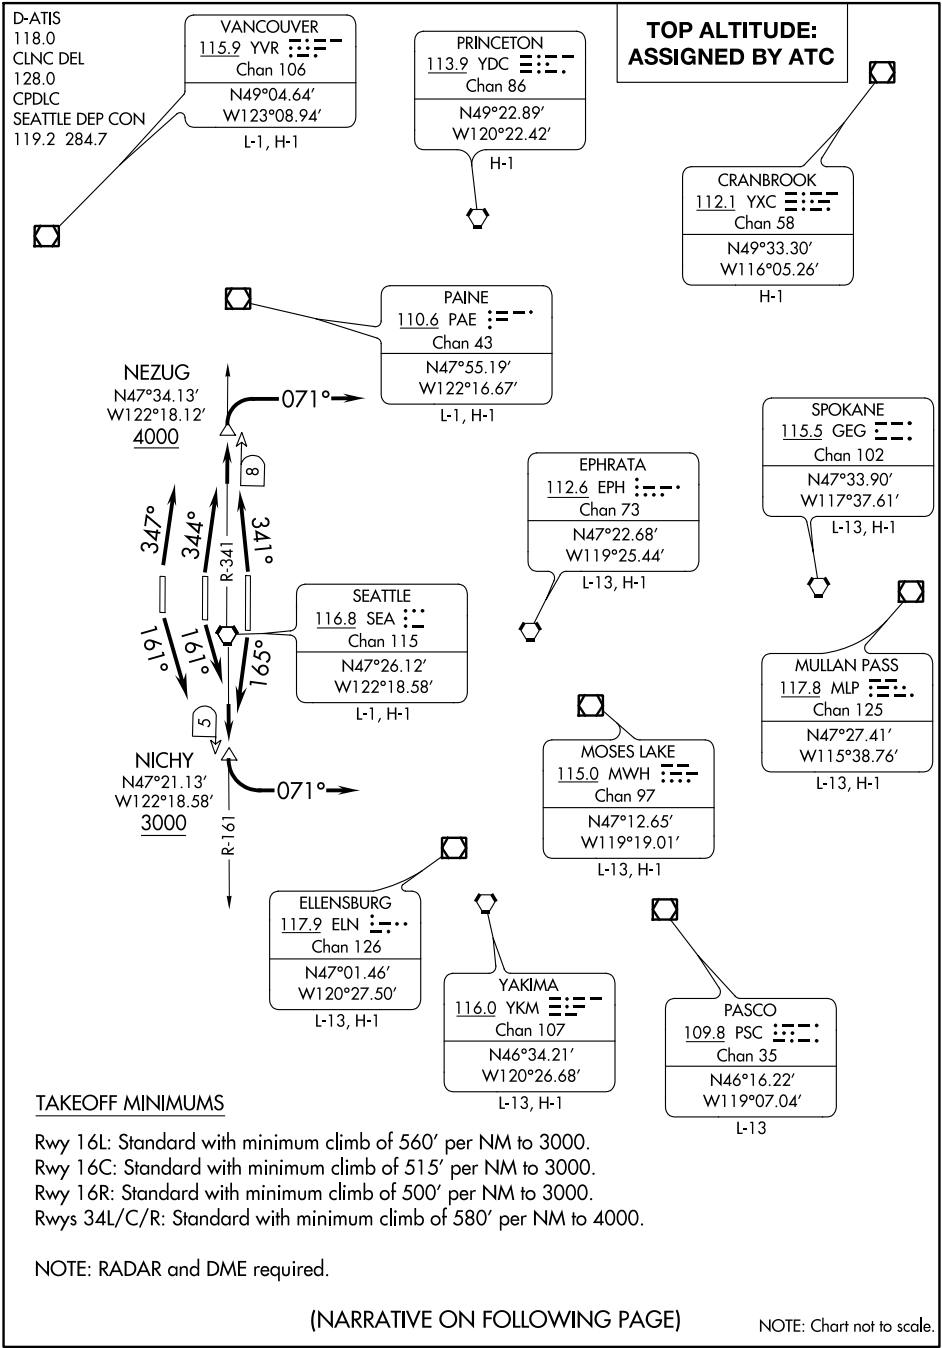 D-ATIS
118.0
CLNC DEL
128.0
CPDLC
SEATTLE DEP CON
119.2 284.7
VANCOUVER
115.9 YVR
Chan 106
N49°04.64′
W123°08.94′
L-1, H-1
PRINCETON
113.9 YDC
Chan 86
N49°22.89′
W120°22.42′
H-1
TOP ALTITUDE:
ASSIGNED BY ATC
CRANBROOK
112.1 YXC
Chan 58
N49°33.30′
W116°05.26′
H-1
PAINE
110.6 PAE
Chan 43
N47°55.19′
W122°16.67′
L-1, H-1
NEZUG
N47°34.13′
W122°18.12′
4000
071°
8
347°
344°
R-341
341°
SPOKANE
115.5 GEG
Chan 102
N47°33.90′
W117°37.61′
L-13, H-1
EPHRATA
112.6 EPH
Chan 73
N47°22.68′
W119°25.44′
L-13, H-1
SEATTLE
116.8 SEA
Chan 115
N47°26.12′
W122°18.58′
L-1, H-1
161°
161°
165°
5
NICHY
N47°21.13′
W122°18.58′
3000
071°
R-161
MULLAN PASS
117.8 MLP
Chan 125
N47°27.41′
W115°38.76′
L-13, H-1
MOSES LAKE
115.0 MWH
Chan 97
N47°12.65′
W119°19.01′
L-13, H-1
ELLENSBURG
117.9 ELN
Chan 126
N47°01.46′
W120°27.50′
L-13, H-1
YAKIMA
116.0 YKM
Chan 107
N46°34.21′
W120°26.68′
L-13, H-1
PASCO
109.8 PSC
Chan 35
N46°16.22′
W119°07.04′
L-13
TAKEOFF MINIMUMS
Rwy 16L: Standard with minimum climb of 560′ per NM to 3000.
Rwy 16C: Standard with minimum climb of 515′ per NM to 3000.
Rwy 16R: Standard with minimum climb of 500′ per NM to 3000.
Rwys 34L/C/R: Standard with minimum climb of 580′ per NM to 4000.
NOTE: RADAR and DME required.
(NARRATIVE ON FOLLOWING PAGE)
NOTE: Chart not to scale.